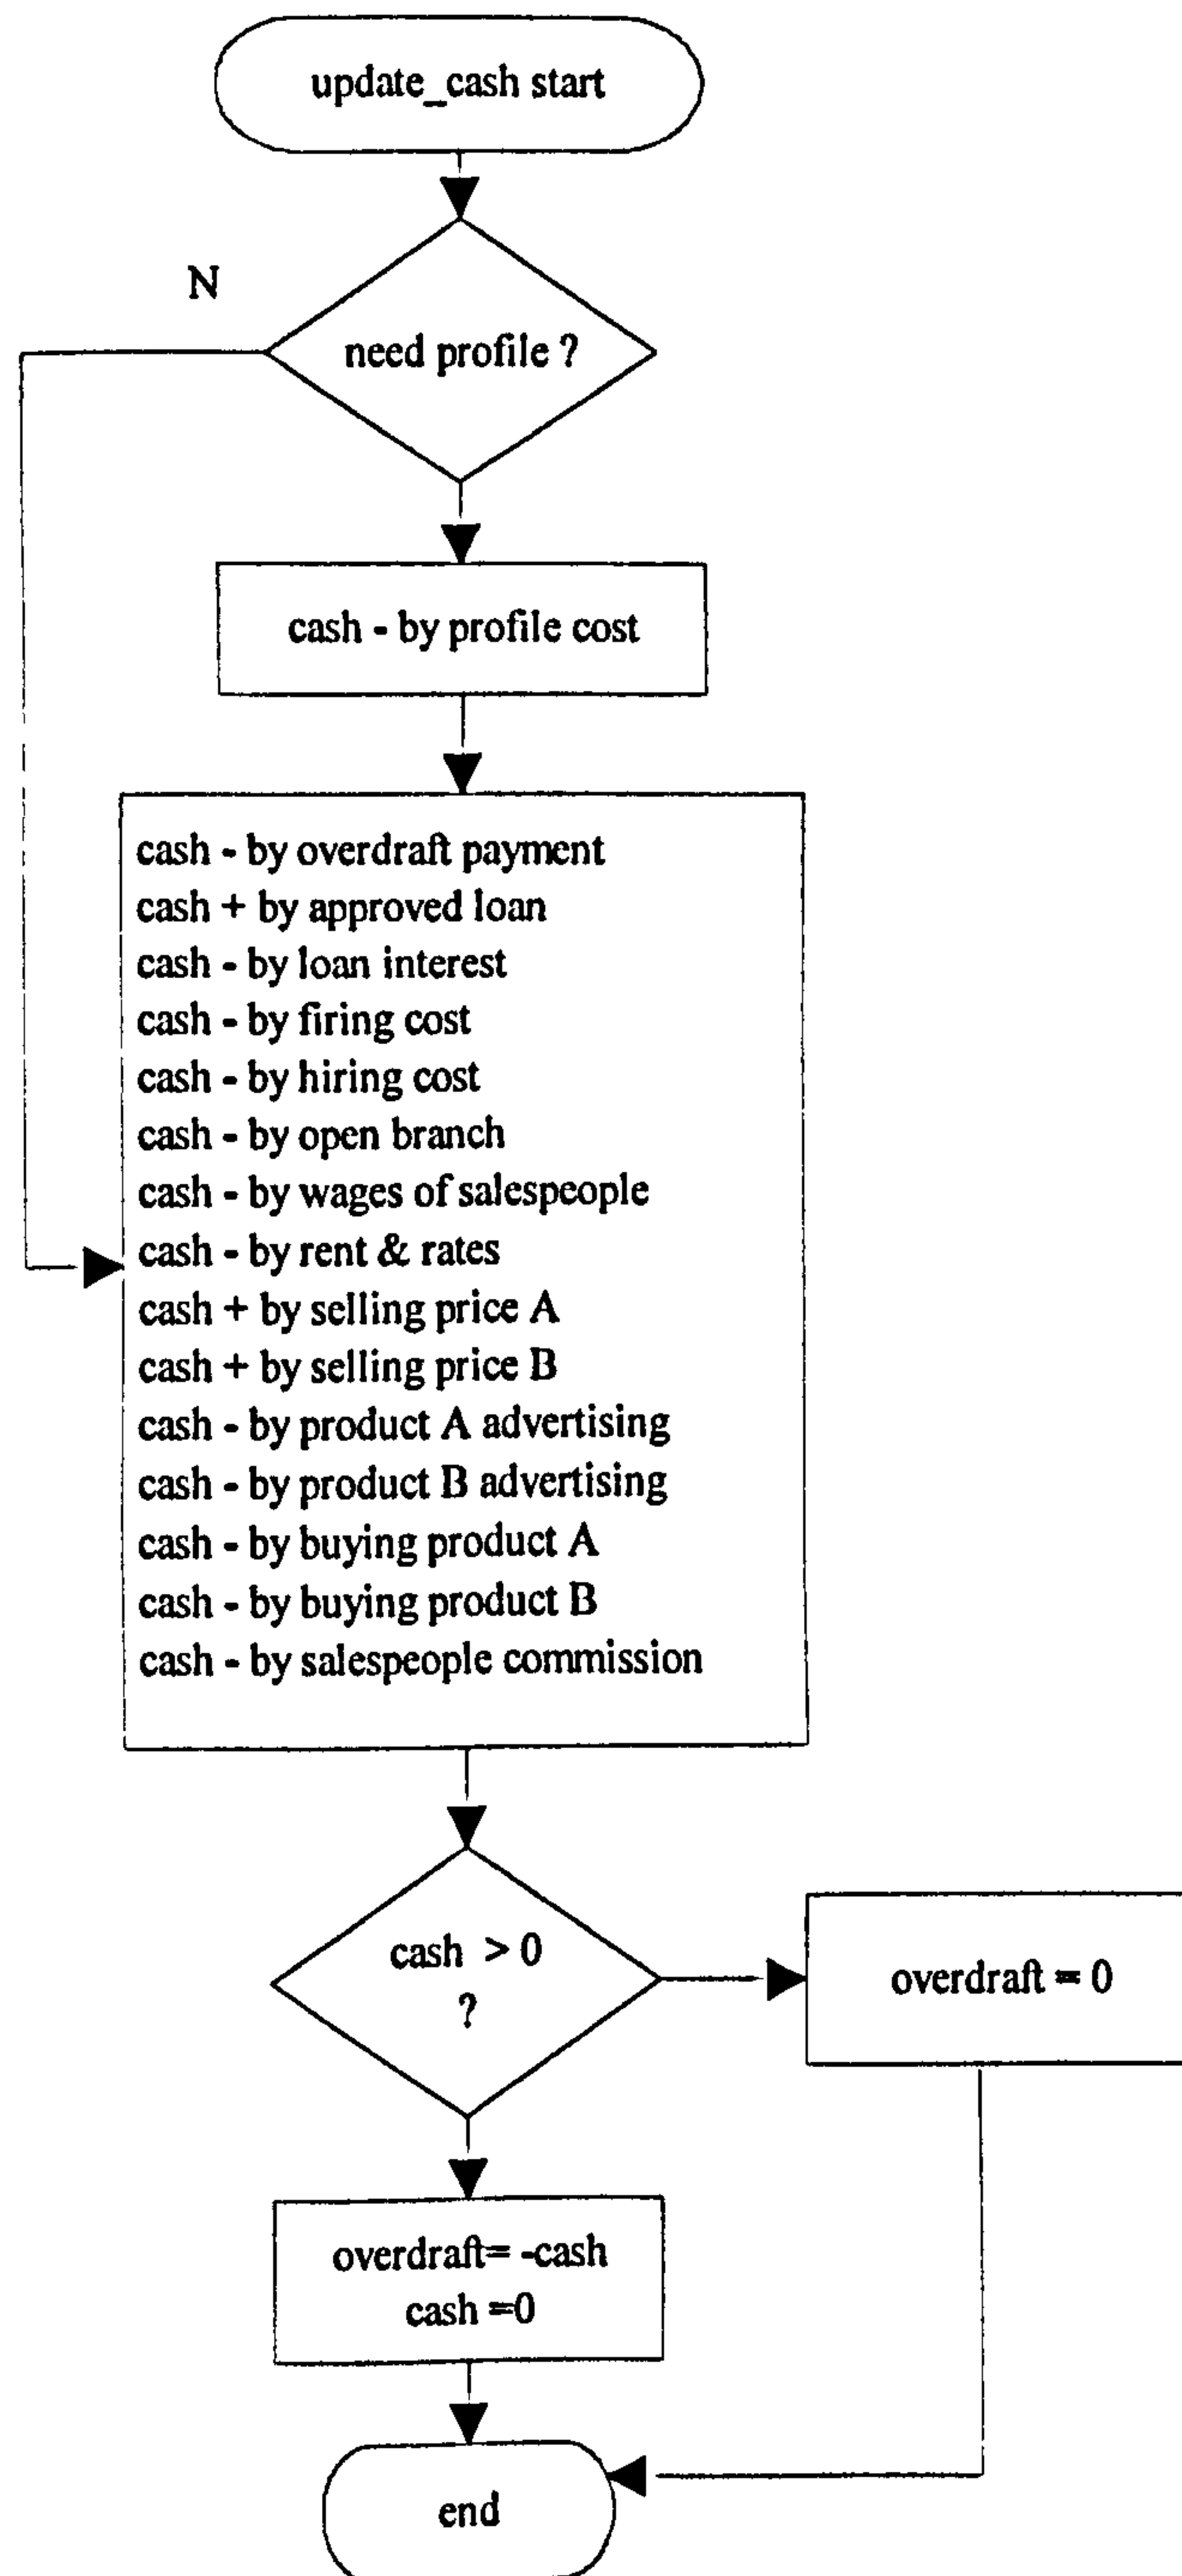 update_cash start
N
need profile ?
cash - by profile cost
cash - by overdraft payment
cash + by approved loan
cash - by loan interest
cash - by firing cost
cash - by hiring cost
cash - by open branch
cash - by wages of salespeople
cash - by rent & rates
cash + by selling price A
cash + by selling price B
cash - by product A advertising
cash - by product B advertising
cash - by buying product A
cash - by buying product B
cash - by salespeople commission
cash > 0
?
overdraft = 0
overdraft= -cash
cash =0
end